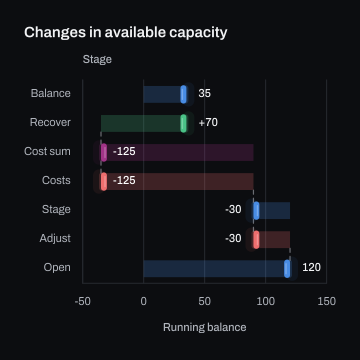 Changes in available capacity
Stage
Balance 35
Recover +70
Cost sum -125
Costs -125
Stage -30
Adjust -30
Open 120
-50 0 50 100 150
Running balance